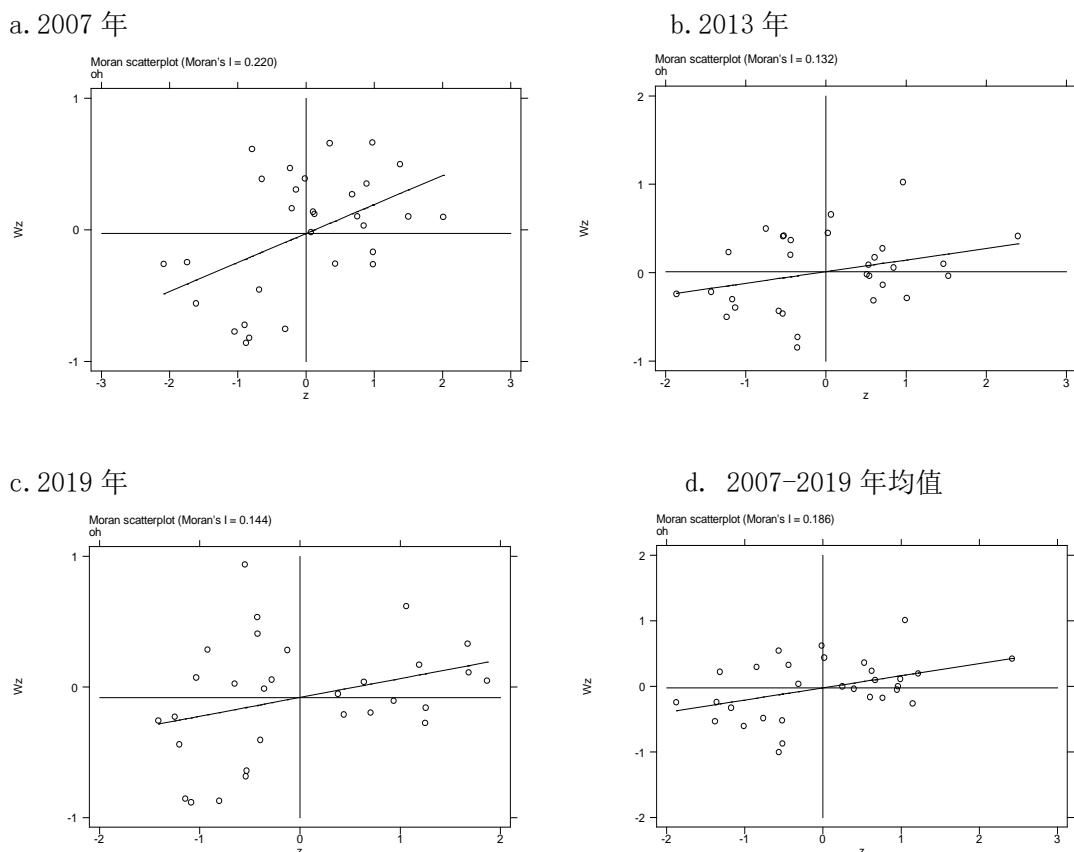 a. 2007 年
Moran scatterplot (Moran's I = 0.220)
oh
1
0
-1
Wz
-3
-2
-1
0
1
2
3
z
b. 2013 年
Moran scatterplot (Moran's I = 0.132)
oh
2
1
0
-1
Wz
-2
-1
0
1
2
3
z
c. 2019 年
Moran scatterplot (Moran's I = 0.144)
oh
1
0
-1
Wz
-2
-1
0
1
2
z
d. 2007-2019 年均值
Moran scatterplot (Moran's I = 0.186)
oh
2
1
0
-1
-2
Wz
-2
-1
0
1
2
3
z